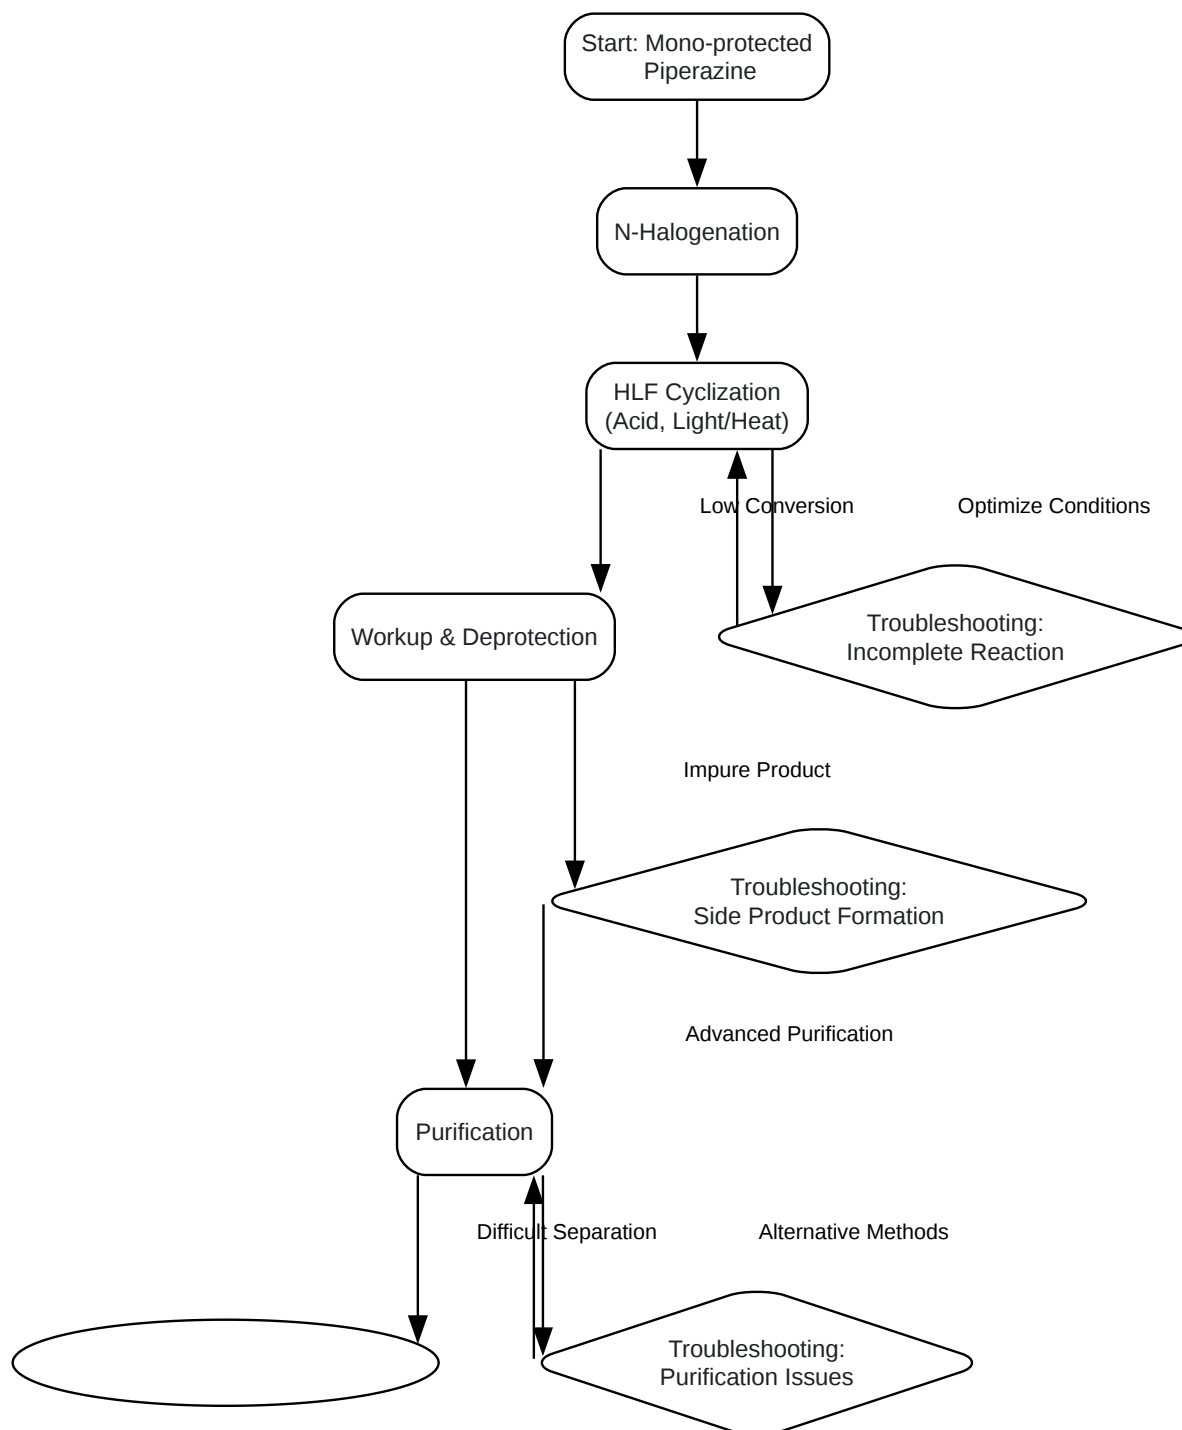 Start: Mono-protected
Piperazine
N-Halogenation
HLF Cyclization
(Acid, Light/Heat)
Low Conversion
Optimize Conditions
Workup & Deprotection
Troubleshooting:
Incomplete Reaction
Impure Product
Troubleshooting:
Side Product Formation
Advanced Purification
Purification
Difficult Separation
Alternative Methods
Troubleshooting:
Purification Issues